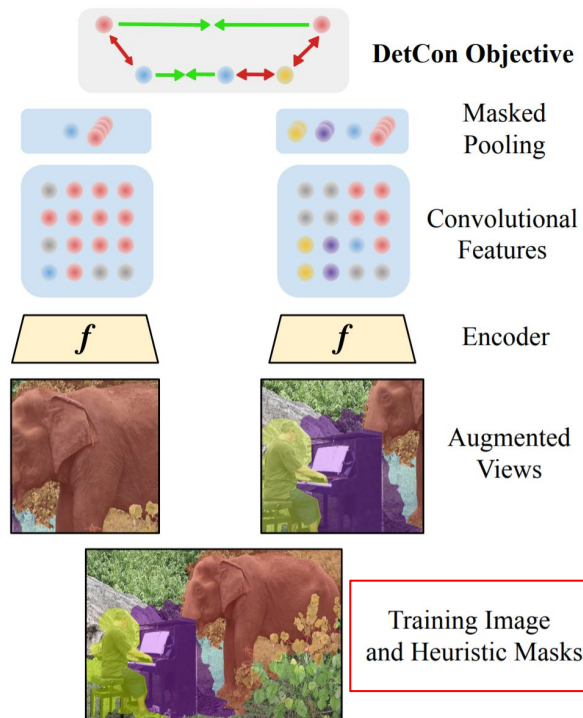 DetCon Objective
Masked
Pooling
Convolutional
Features
f
f
Encoder
Augmented
Views
Training Image
and Heuristic Masks